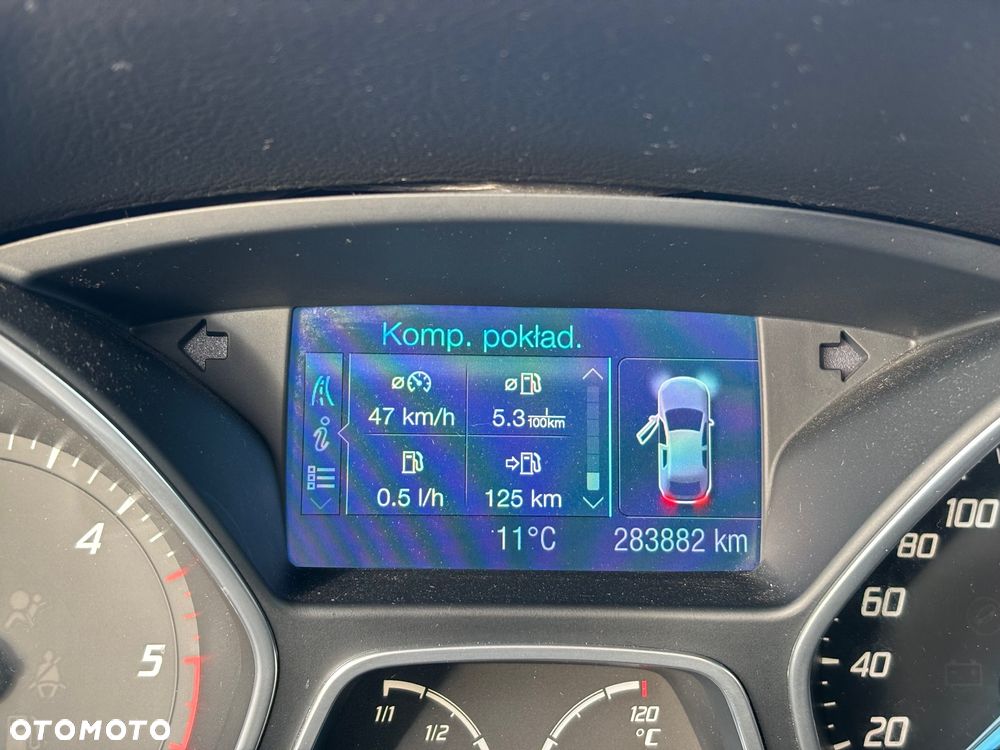 Komp. pokład.
47 km/h
5.3 l/100km
0.5 l/h
125 km
11°C
283882 km
4
5
100
80
60
40
20
1/1
1/2
120
°C
OTOMOTO